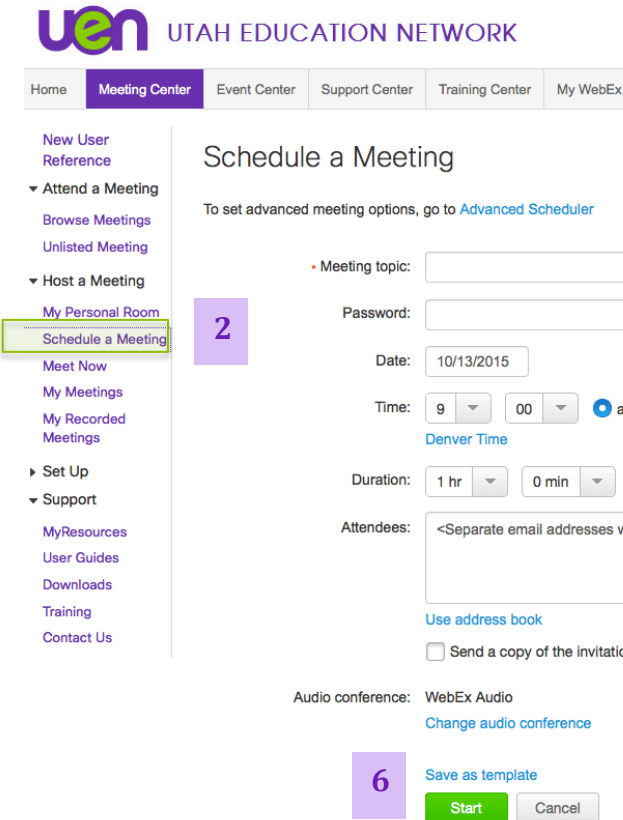 uen UTAH EDUCATION NETWORK
Home Meeting Center Event Center Support Center Training Center My WebEx
New User
Reference
Attend a Meeting
Browse Meetings
Unlisted Meeting
Host a Meeting
My Personal Room
Schedule a Meeting
Meet Now
My Meetings
My Recorded
Meetings
Set Up
Support
MyResources
User Guides
Downloads
Training
Contact Us
Schedule a Meeting
To set advanced meeting options, go to Advanced Scheduler
2
* Meeting topic:
Password:
Date: 10/13/2015
Time: 9 00 a
Denver Time
Duration: 1 hr 0 min
Attendees: <Separate email addresses w
Use address book
Send a copy of the invitatio
Audio conference: WebEx Audio
Change audio conference
6
Save as template
Start Cancel